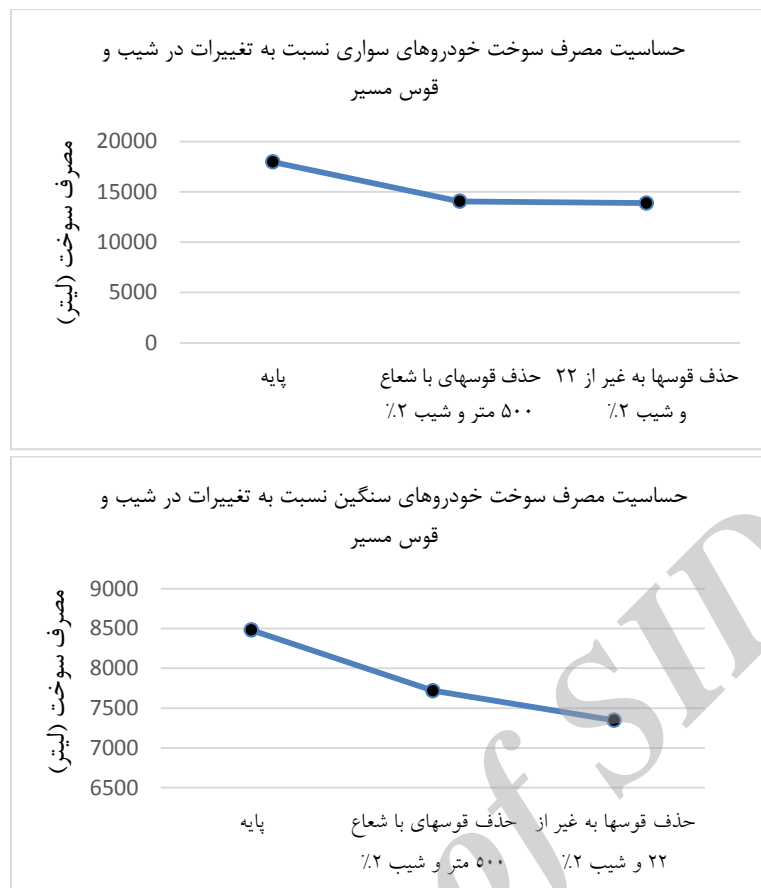 حساسیت مصرف سوخت خودروهای سواری نسبت به تغییرات در شیب و
قوس مسیر
مصرف سوخت (لیتر)
20000
15000
10000
5000
0
پایه
حذف قوسهای با شعاع
۵۰۰ متر و شیب ۲٪
حذف قوسها به غیر از ۲۲
و شیب ۲٪
حساسیت مصرف سوخت خودروهای سنگین نسبت به تغییرات در شیب و
قوس مسیر
مصرف سوخت (لیتر)
9000
8500
8000
7500
7000
6500
پایه
حذف قوسهای با شعاع
۵۰۰ متر و شیب ۲٪
حذف قوسها به غیر از
۲۲ و شیب ۲٪
of SID